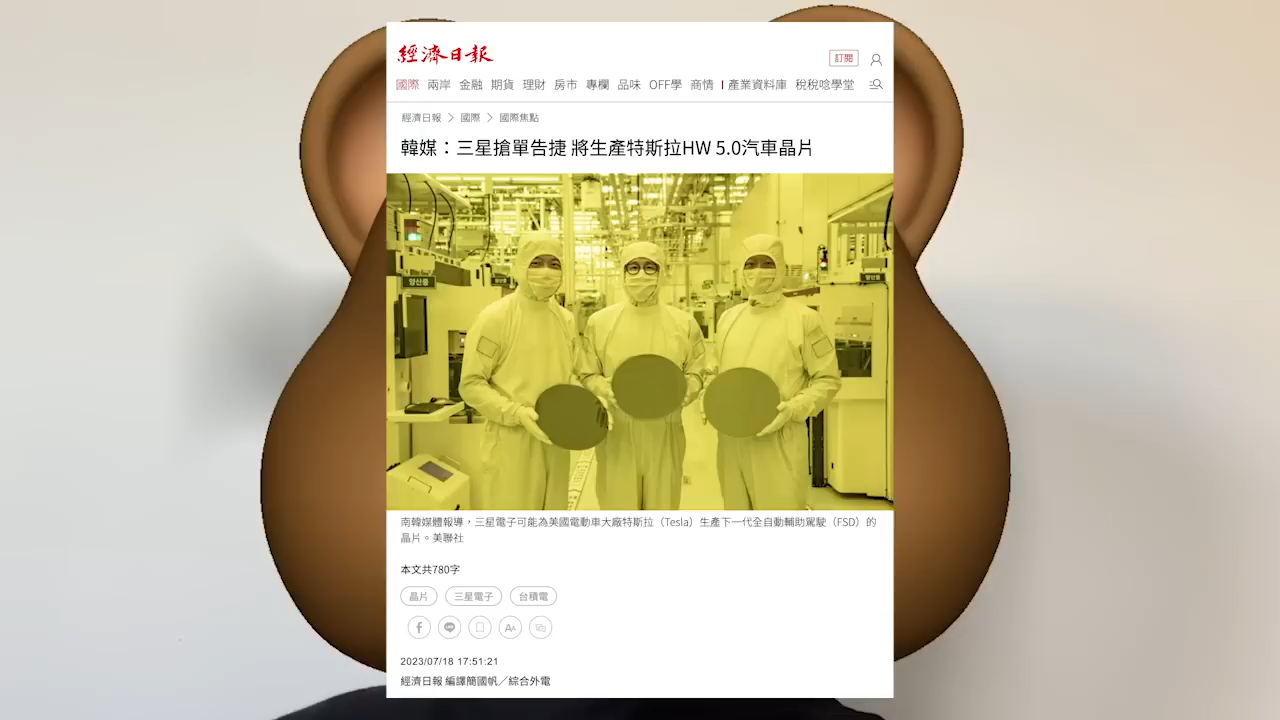 經濟日報
訂閱
國際 兩岸 金融 期貨 理財 房市 專欄 品味 OFF學 商情 產業資料庫 稅稅唸學堂
經濟日報 > 國際 > 國際焦點
韓媒：三星搶單告捷 將生產特斯拉HW 5.0汽車晶片
양산중
南韓媒體報導，三星電子可能為美國電動車大廠特斯拉（Tesla）生產下一代全自動輔助駕駛（FSD）的
晶片。美聯社
本文共780字
晶片 三星電子 台積電
2023/07/18 17:51:21
經濟日報 編譯簡國帆／綜合外電